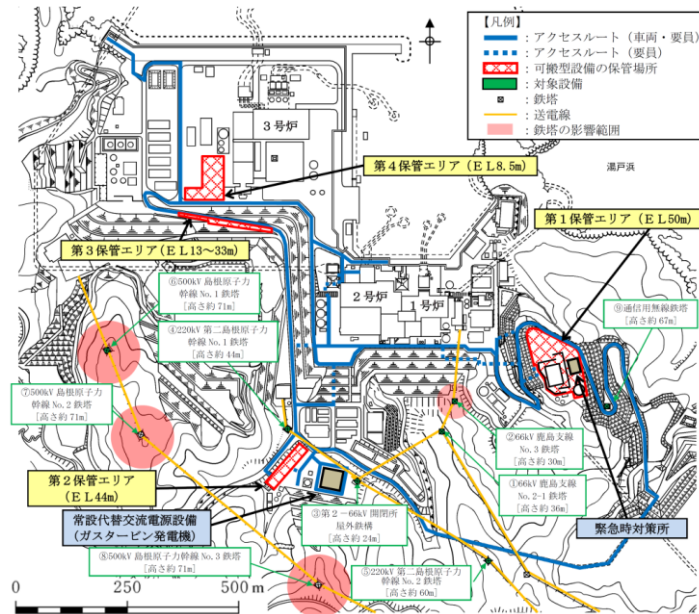 【凡例】
：アクセスルート（車両・要員）
：アクセスルート（要員）
：可搬型設備の保管場所
：対象設備
：鉄塔
：送電線
：鉄塔の影響範囲
3号炉
湯戸浜
第４保管エリア（ＥＬ8.5m）
第１保管エリア（ＥＬ50m）
第３保管エリア(ＥＬ13～33m)
2号炉
1号炉
⑥500kV 島根原子力
幹線 No.1 鉄塔
[高さ約 71m]
⑨通信用無線鉄塔
[高さ約 67m]
④220kV 第二島根原子力
幹線 No.1 鉄塔
[高さ約 44m]
⑦500kV 島根原子力
幹線 No.2 鉄塔
[高さ約 71m]
②66kV 鹿島支線
No.3 鉄塔
[高さ約 30m]
第２保管エリア
（ＥＬ44m）
①66kV 鹿島支線
No.2-1 鉄塔
[高さ約 36m]
常設代替交流電源設備
（ガスタービン発電機）
③第２－66kV 開閉所
屋外鉄構
[高さ約 24m]
緊急時対策所
⑧500kV 島根原子力幹線 No.3 鉄塔
[高さ約 71m]
⑤220kV 第二島根原子力
幹線 No.2 鉄塔
[高さ約 60m]
0 250 500 m